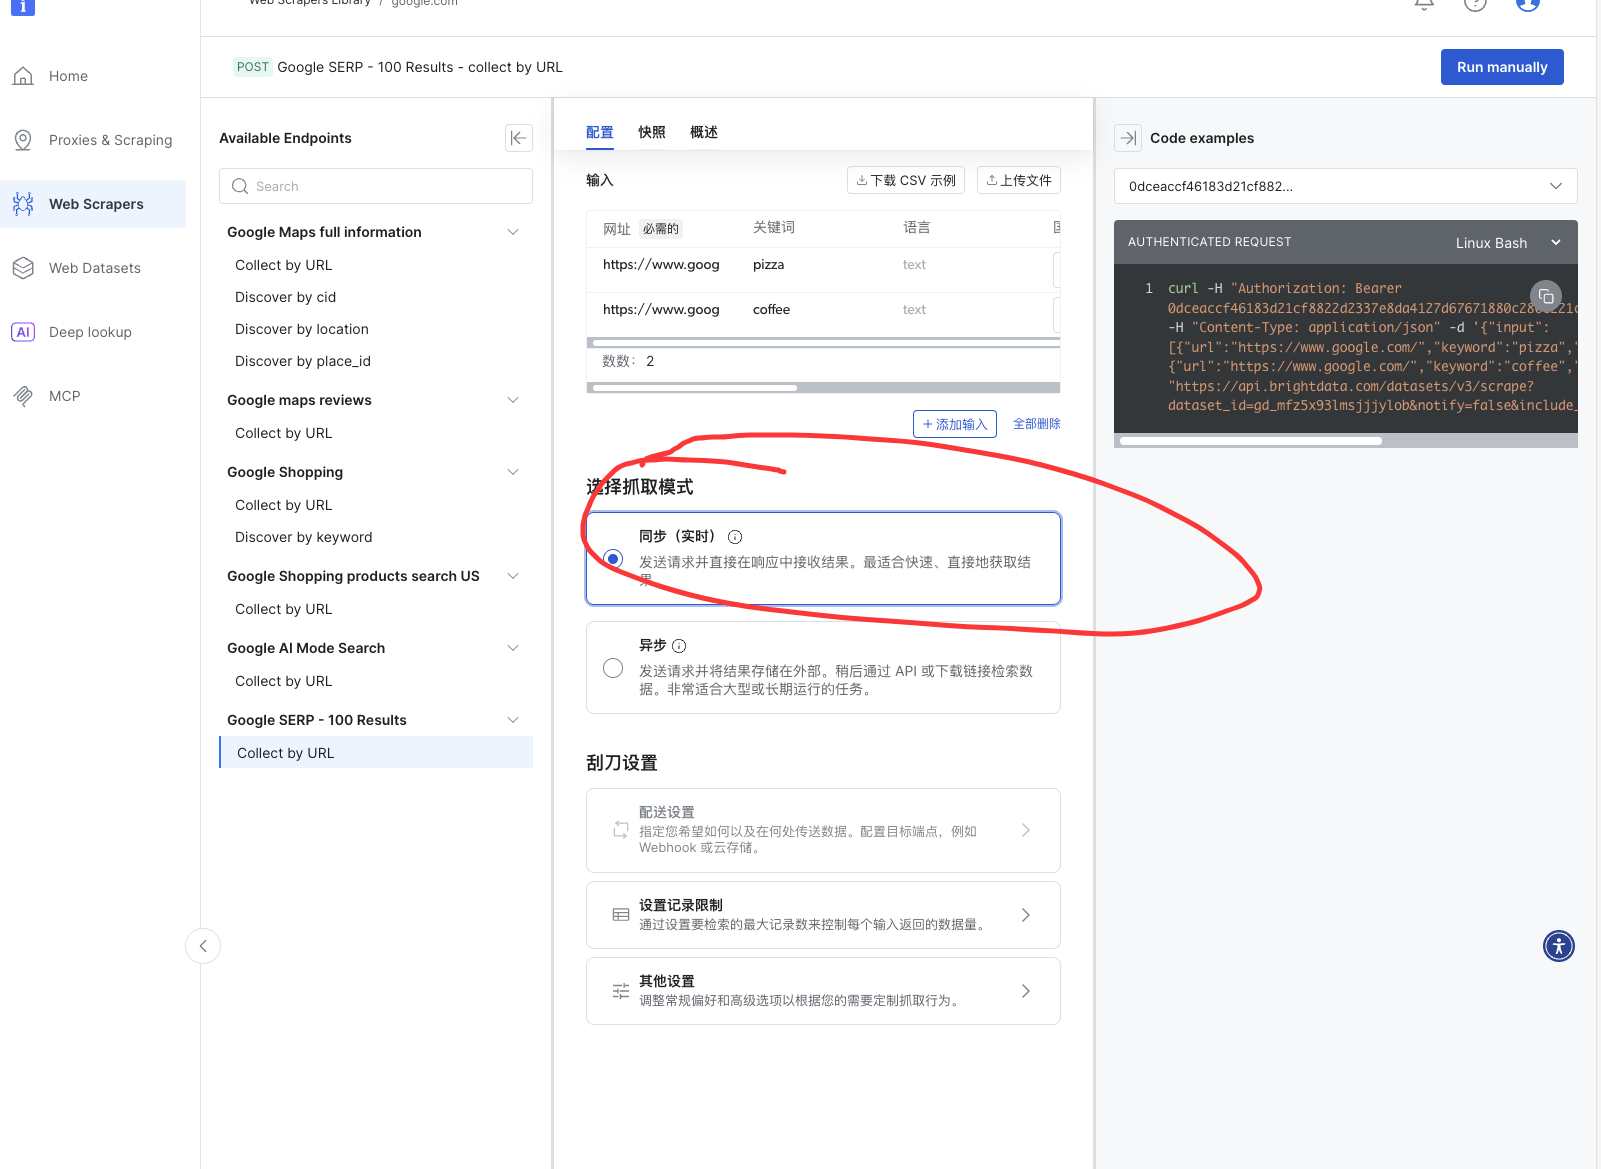 Web Scrapers Library / google.com
POST Google SERP - 100 Results - collect by URL
Run manually
Home
Proxies & Scraping
Web Scrapers
Web Datasets
AI Deep lookup
MCP
Available Endpoints
Search
Google Maps full information
Collect by URL
Discover by cid
Discover by location
Discover by place_id
Google maps reviews
Collect by URL
Google Shopping
Collect by URL
Discover by keyword
Google Shopping products search US
Collect by URL
Google AI Mode Search
Collect by URL
Google SERP - 100 Results
Collect by URL
配置 快照 概述
输入
下载 CSV 示例 上传文件
网址 必需的 关键词 语言
https://www.goog pizza text
https://www.goog coffee text
数数： 2
+ 添加输入 全部删除
选择抓取模式
同步（实时）
发送请求并直接在响应中接收结果。最适合快速、直接地获取结
果。
异步
发送请求并将结果存储在外部。稍后通过 API 或下载链接检索数
据。非常适合大型或长期运行的任务。
刮刀设置
配送设置
指定您希望如何以及在何处传送数据。配置目标端点，例如
Webhook 或云存储。
设置记录限制
通过设置要检索的最大记录数来控制每个输入返回的数据量。
其他设置
调整常规偏好和高级选项以根据您的需要定制抓取行为。
Code examples
0dceaccf46183d21cf882...
AUTHENTICATED REQUEST Linux Bash
1 curl -H "Authorization: Bearer
0dceaccf46183d21cf8822d2337e8da4127d67671880c28
-H "Content-Type: application/json" -d '{"input":
[{"url":"https://www.google.com/","keyword":"pizza","
{"url":"https://www.google.com/","keyword":"coffee","
"https://api.brightdata.com/datasets/v3/scrape?
dataset_id=gd_mfz5x93lmsjjjylob&notify=false&include_